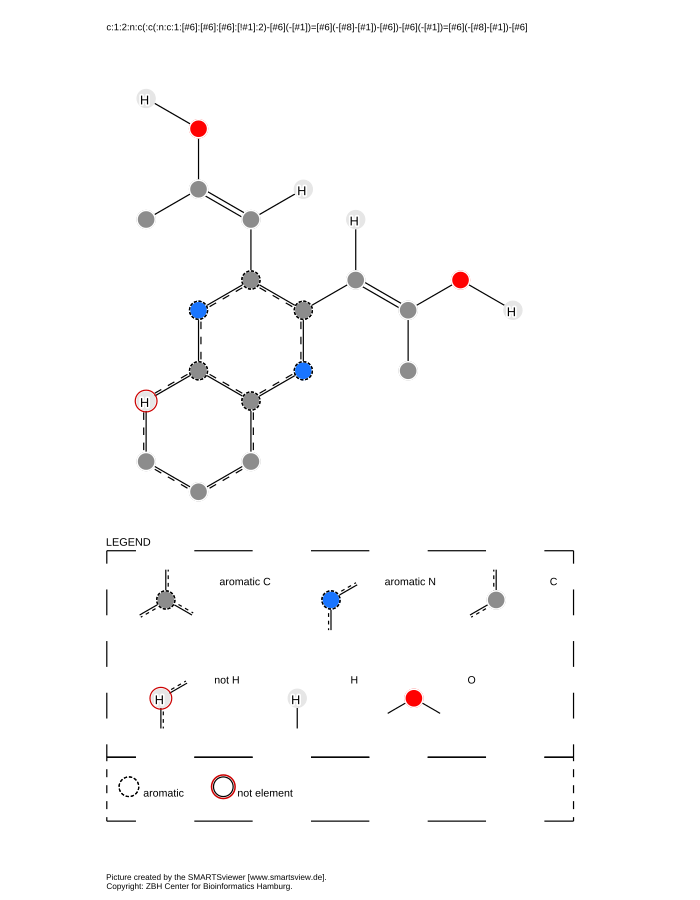 c:1:2:n:c(:c(:n:c:1:[#6]:[#6]:[#6]:[!#1]:2)-[#6](-[#1])=[#6](-[#8]-[#1])-[#6])-[#6](-[#1])=[#6](-[#8]-[#1])-[#6]
H
H
H
H
H
LEGEND
aromatic C
aromatic N
C
H
not H
H
H
O
aromatic
not element
Picture created by the SMARTSviewer [www.smartsview.de].
Copyright: ZBH Center for Bioinformatics Hamburg.